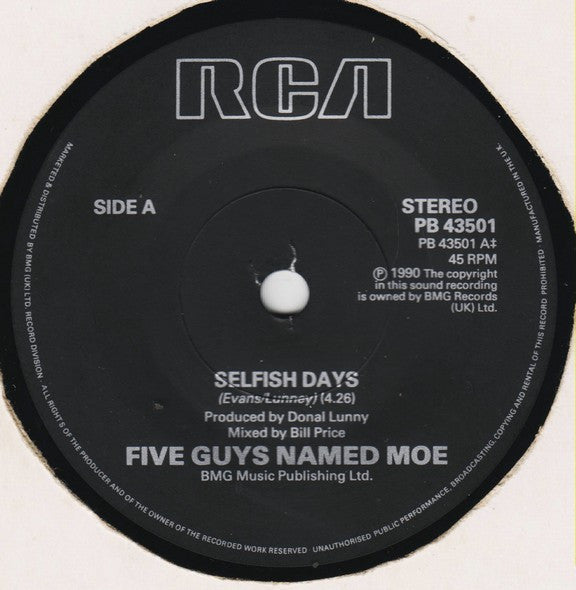 RCA
SIDE A
STEREO
PB 43501
PB 43501 A‡
45 RPM
℗ 1990 The copyright
in this sound recording
is owned by BMG Records
(UK) Ltd.
SELFISH DAYS
(Evans/Lunney) (4.26)
Produced by Donal Lunny
Mixed by Bill Price
FIVE GUYS NAMED MOE
BMG Music Publishing Ltd.
MARKETED & DISTRIBUTED BY BMG (UK) LTD. RECORD DIVISION · ALL RIGHTS OF THE PRODUCER AND OF THE OWNER OF THE RECORDED WORK RESERVED · UNAUTHORISED PUBLIC PERFORMANCE, BROADCASTING, COPYING AND RENTAL OF THIS RECORD PROHIBITED · MANUFACTURED IN THE U.K.